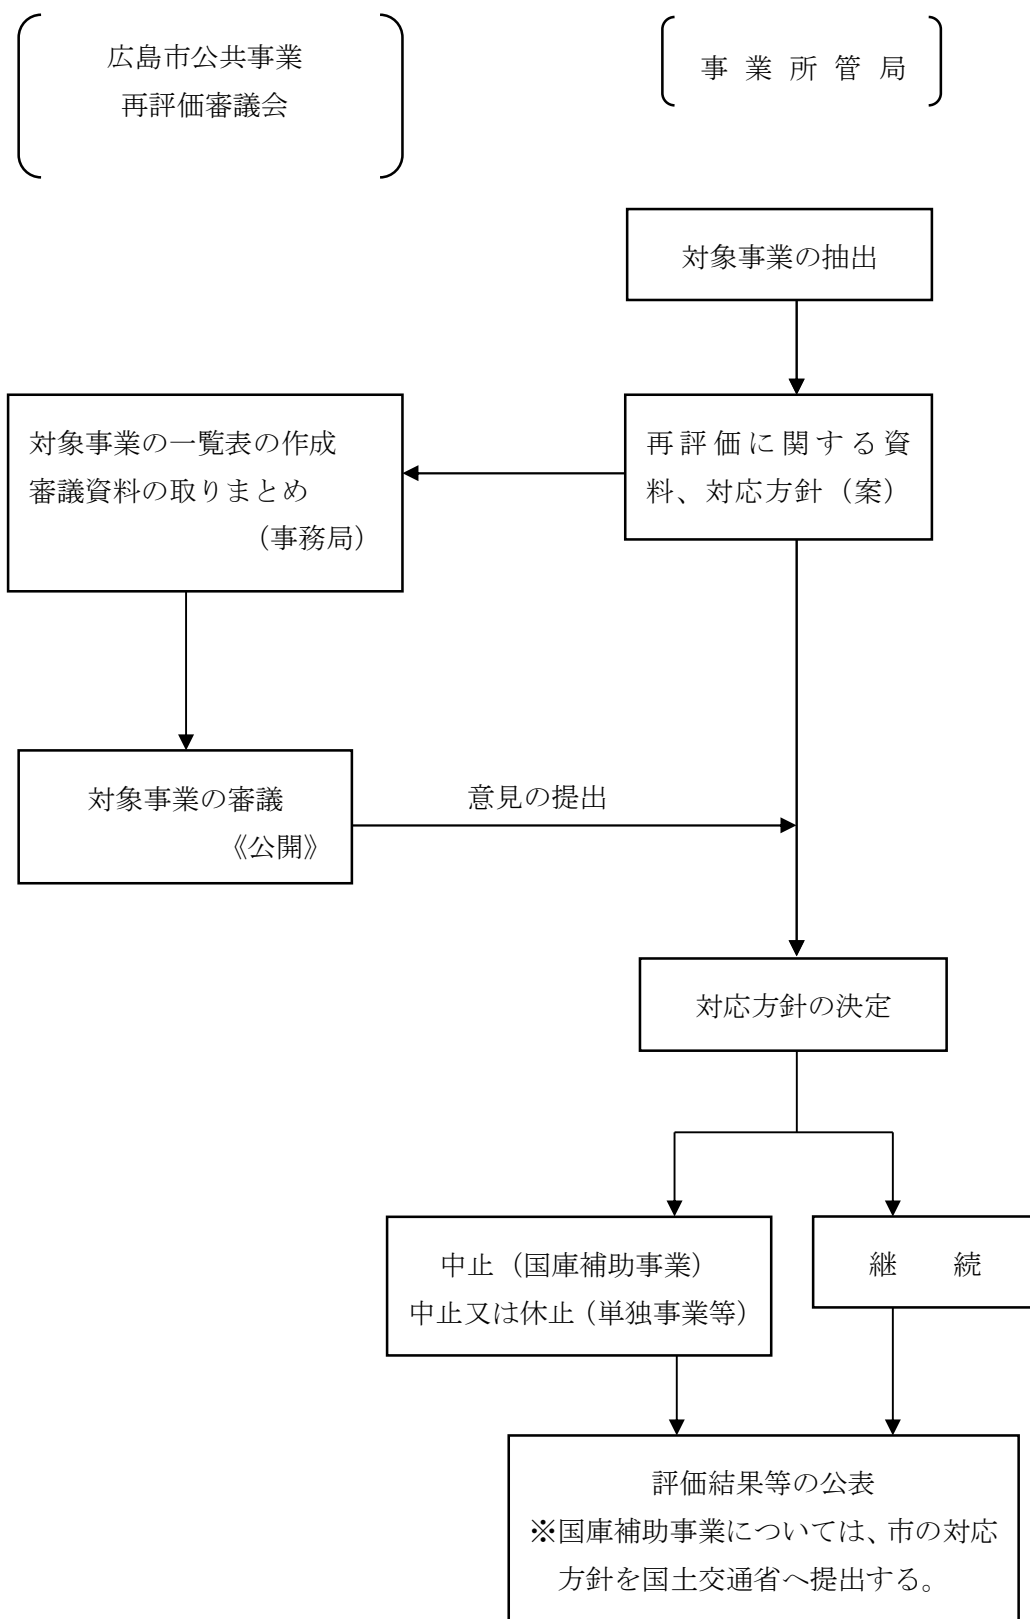 広島市公共事業
再評価審議会
事業所管局
対象事業の抽出
再評価に関する資
料、対応方針（案）
対象事業の一覧表の作成
審議資料の取りまとめ
（事務局）
対象事業の審議
《公開》
意見の提出
対応方針の決定
中止（国庫補助事業）
中止又は休止（単独事業等）
継　　続
評価結果等の公表
※国庫補助事業については、市の対応
方針を国土交通省へ提出する。